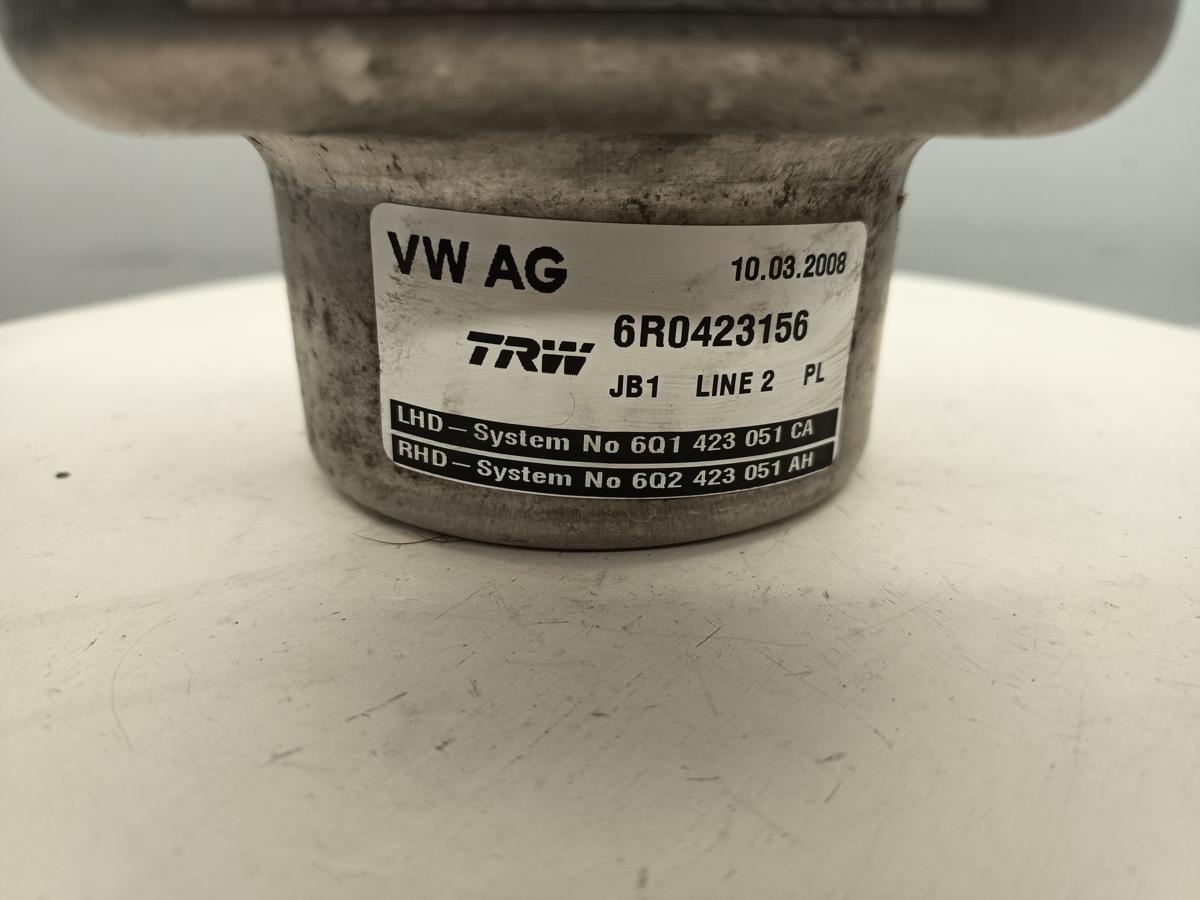 VW AG
10.03.2008
TRW
6R0423156
JB1 LINE 2 PL
LHD – System No 6Q1 423 051 CA
RHD – System No 6Q2 423 051 AH